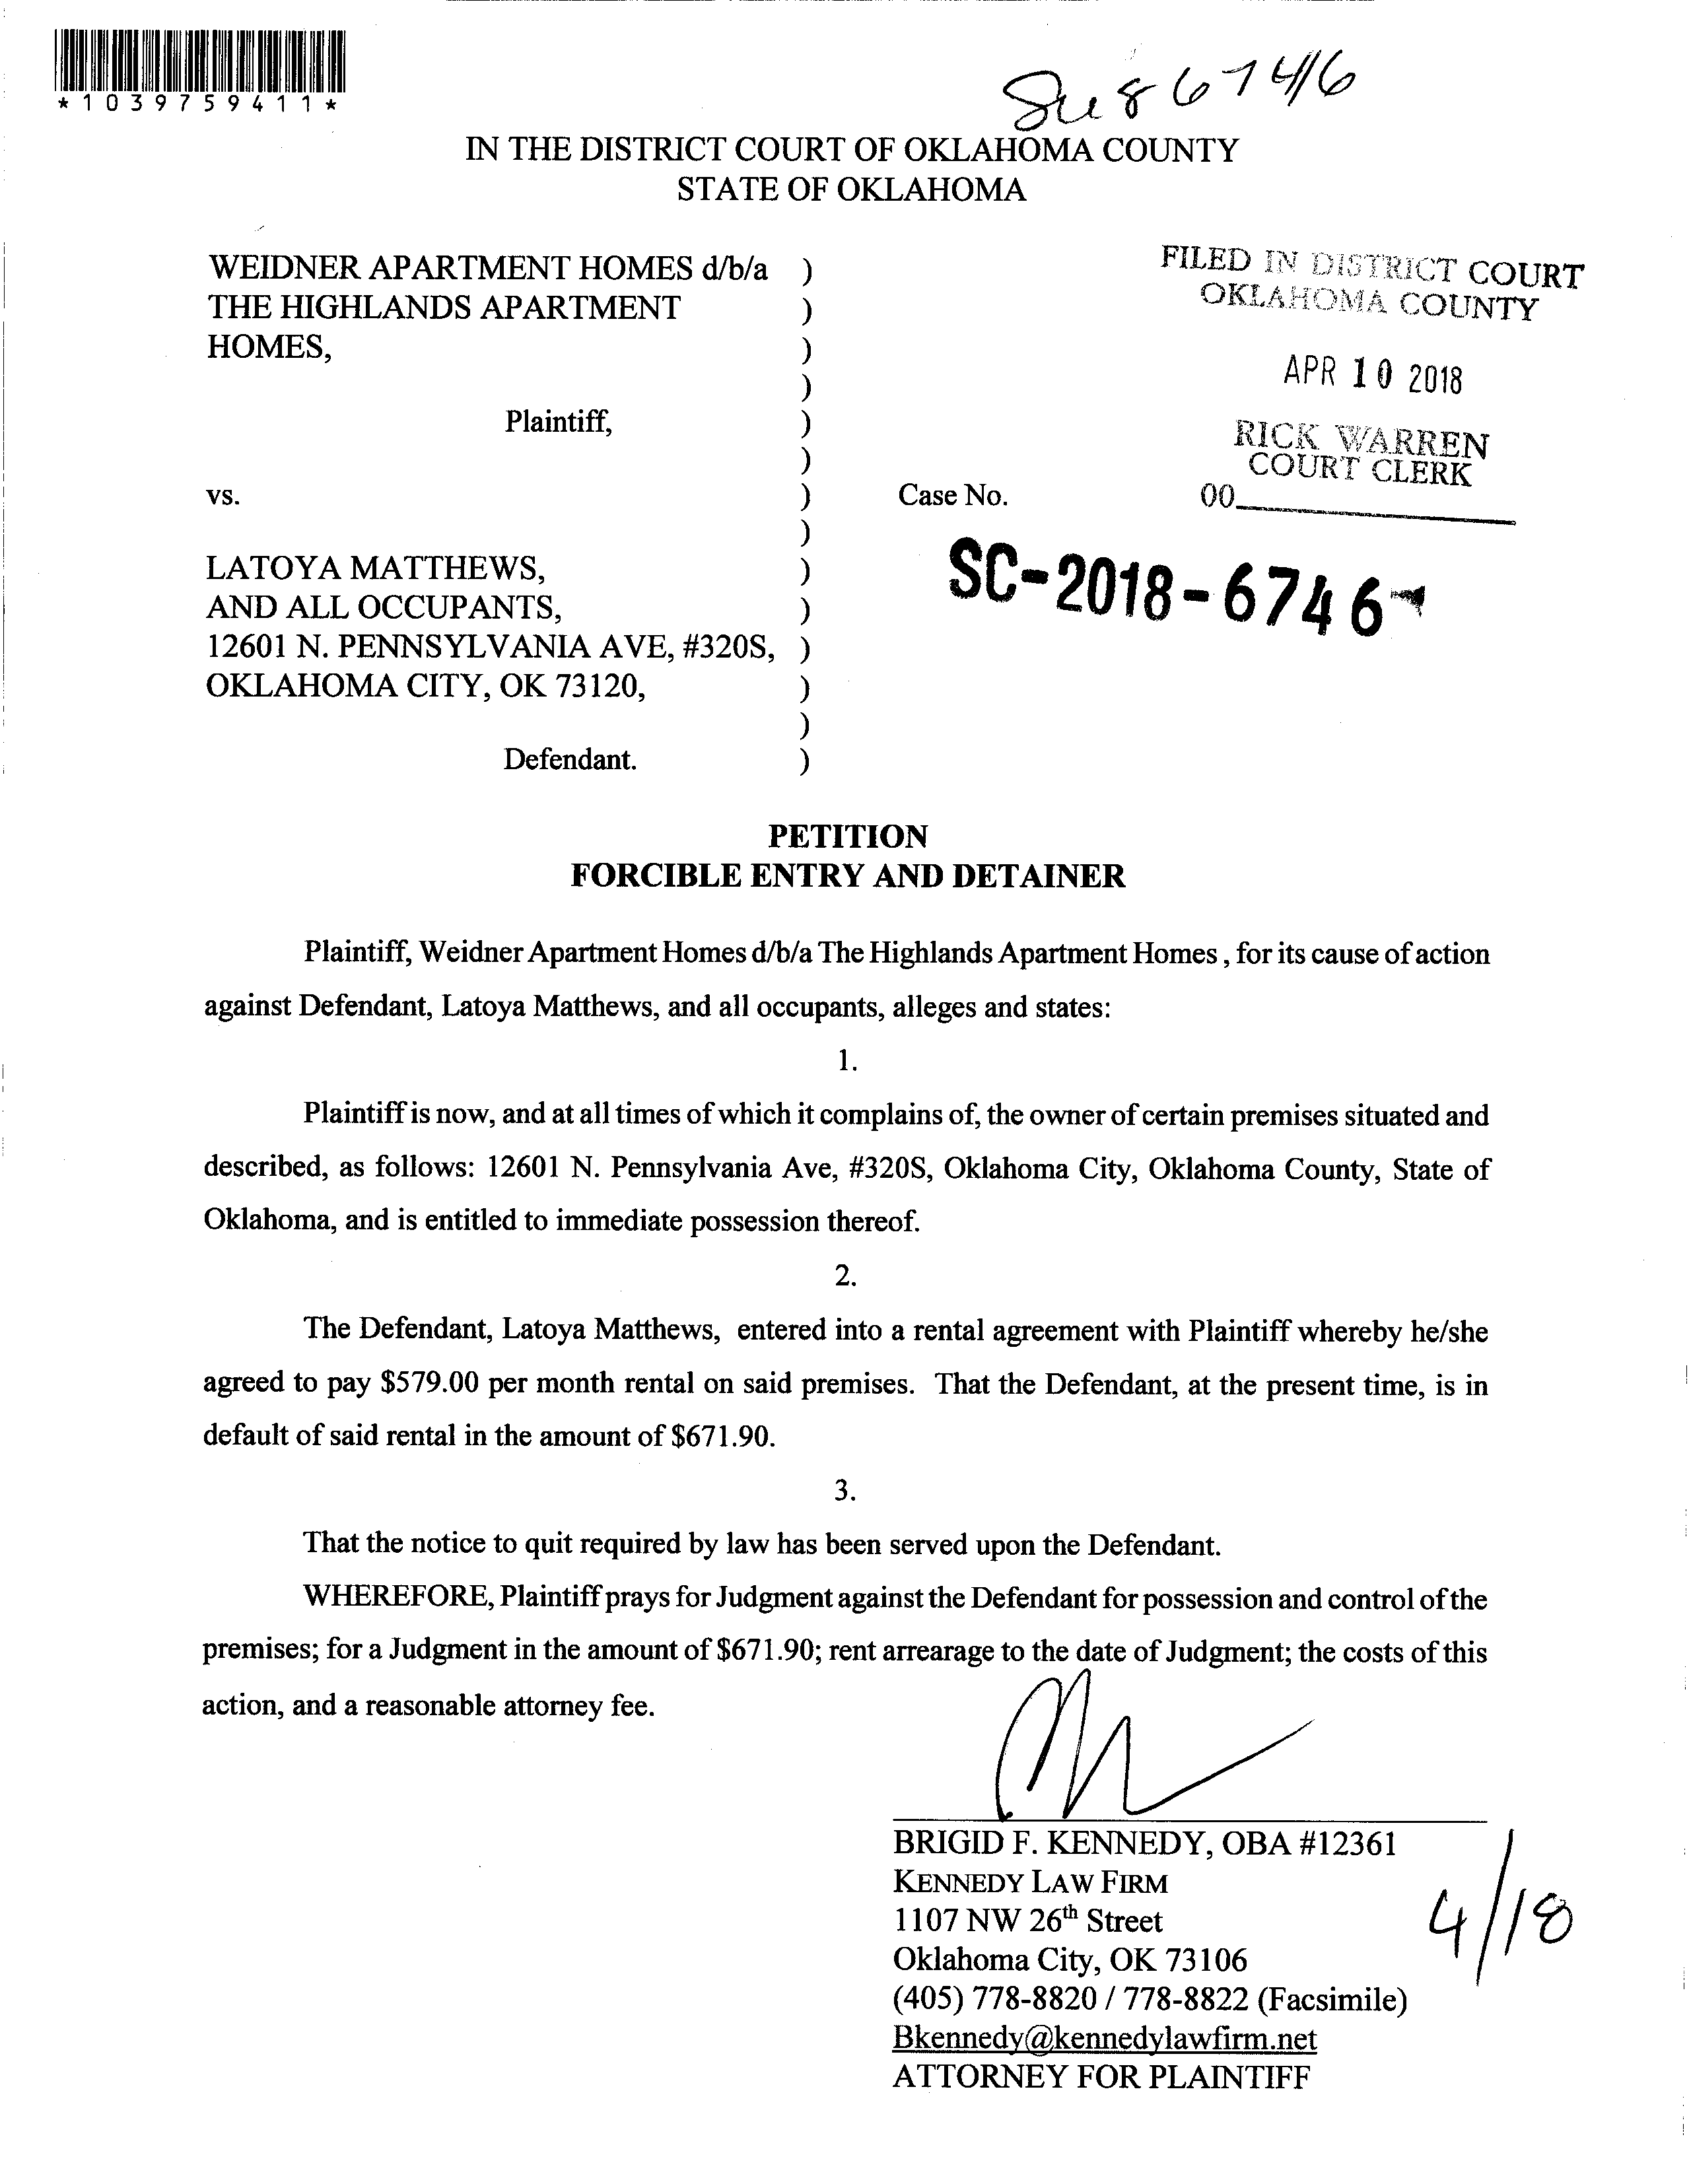 *1039759411*
IN THE DISTRICT COURT OF OKLAHOMA COUNTY
STATE OF OKLAHOMA
WEIDNER APARTMENT HOMES d/b/a )
THE HIGHLANDS APARTMENT )
HOMES, )
)
Plaintiff, )
)
vs. )
)
LATOYA MATTHEWS, )
AND ALL OCCUPANTS, )
12601 N. PENNSYLVANIA AVE, #320S, )
OKLAHOMA CITY, OK 73120, )
)
Defendant. )
FILED IN DISTRICT COURT
OKLAHOMA COUNTY
APR 10 2018
RICK WARREN
COURT CLERK
00
Case No.
SC-2018-6746
PETITION
FORCIBLE ENTRY AND DETAINER
Plaintiff, Weidner Apartment Homes d/b/a The Highlands Apartment Homes , for its cause of action
against Defendant, Latoya Matthews, and all occupants, alleges and states:
1.
Plaintiff is now, and at all times of which it complains of, the owner of certain premises situated and
described, as follows: 12601 N. Pennsylvania Ave, #320S, Oklahoma City, Oklahoma County, State of
Oklahoma, and is entitled to immediate possession thereof.
2.
The Defendant, Latoya Matthews, entered into a rental agreement with Plaintiff whereby he/she
agreed to pay $579.00 per month rental on said premises. That the Defendant, at the present time, is in
default of said rental in the amount of $671.90.
3.
That the notice to quit required by law has been served upon the Defendant.
WHEREFORE, Plaintiff prays for Judgment against the Defendant for possession and control of the
premises; for a Judgment in the amount of $671.90; rent arrearage to the date of Judgment; the costs of this
action, and a reasonable attorney fee.
BRIGID F. KENNEDY, OBA #12361
KENNEDY LAW FIRM
1107 NW 26th Street
Oklahoma City, OK 73106
(405) 778-8820 / 778-8822 (Facsimile)
Bkennedy@kennedylawfirm.net
ATTORNEY FOR PLAINTIFF
4/18